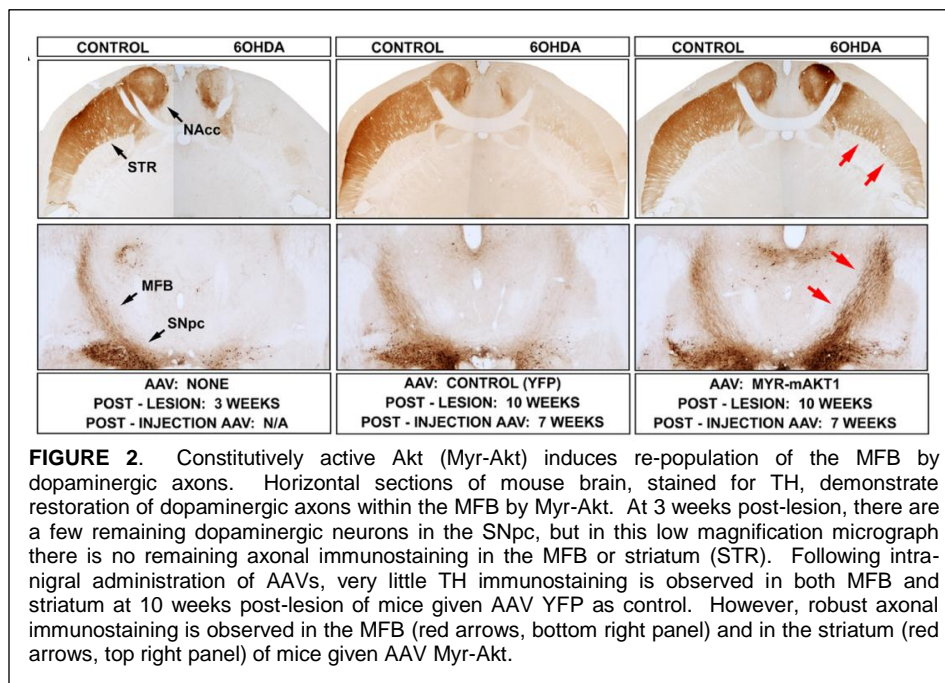 CONTROL 6OHDA CONTROL 6OHDA CONTROL 6OHDA
NAcc
STR
MFB
SNpc
AAV: NONE
POST - LESION: 3 WEEKS
POST - INJECTION AAV: N/A
AAV: CONTROL (YFP)
POST - LESION: 10 WEEKS
POST - INJECTION AAV: 7 WEEKS
AAV: MYR-mAKT1
POST - LESION: 10 WEEKS
POST - INJECTION AAV: 7 WEEKS
FIGURE 2. Constitutively active Akt (Myr-Akt) induces re-population of the MFB by
dopaminergic axons. Horizontal sections of mouse brain, stained for TH, demonstrate
restoration of dopaminergic axons within the MFB by Myr-Akt. At 3 weeks post-lesion, there are
a few remaining dopaminergic neurons in the SNpc, but in this low magnification micrograph
there is no remaining axonal immunostaining in the MFB or striatum (STR). Following intra-
nigral administration of AAVs, very little TH immunostaining is observed in both MFB and
striatum at 10 weeks post-lesion of mice given AAV YFP as control. However, robust axonal
immunostaining is observed in the MFB (red arrows, bottom right panel) and in the striatum (red
arrows, top right panel) of mice given AAV Myr-Akt.